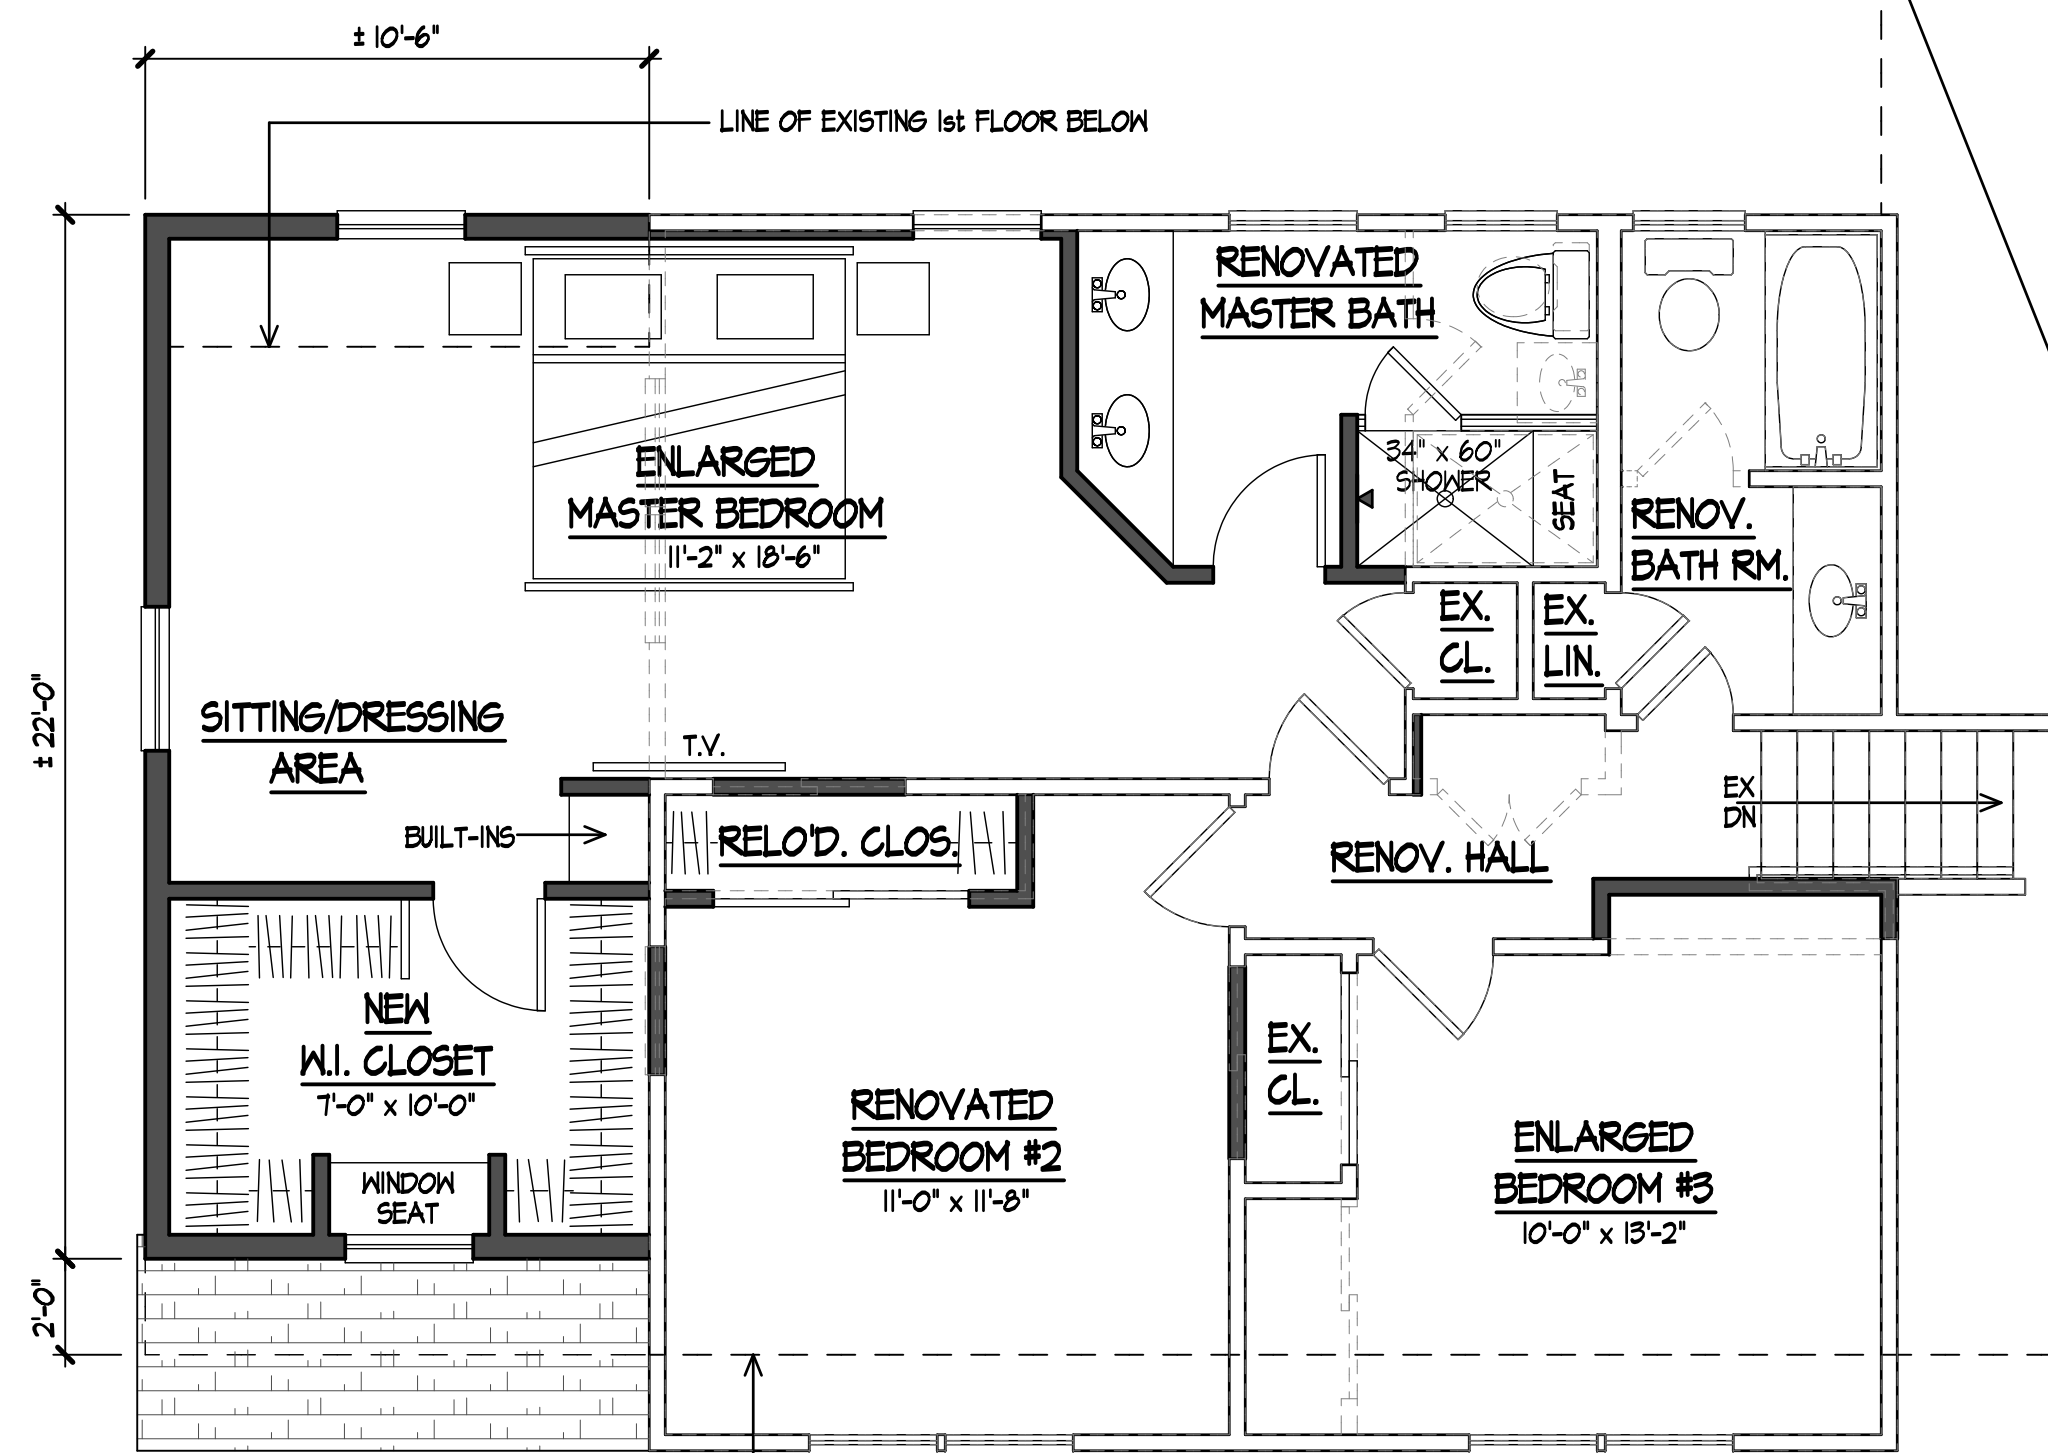 ± 10'-6"
LINE OF EXISTING 1st FLOOR BELOW
RENOVATED
MASTER BATH
34" x 60"
SHOWER
SEAT
ENLARGED
MASTER BEDROOM
11'-2" x 18'-6"
RENOV.
BATH RM.
EX.
CL.
EX.
LIN.
± 22'-0"
SITTING/DRESSING
AREA
T.V.
BUILT-INS
RELO'D. CLOS.
RENOV. HALL
EX
DN
NEW
W.I. CLOSET
7'-0" x 10'-0"
WINDOW
SEAT
EX.
CL.
RENOVATED
BEDROOM #2
11'-0" x 11'-8"
ENLARGED
BEDROOM #3
10'-0" x 13'-2"
2'-0"